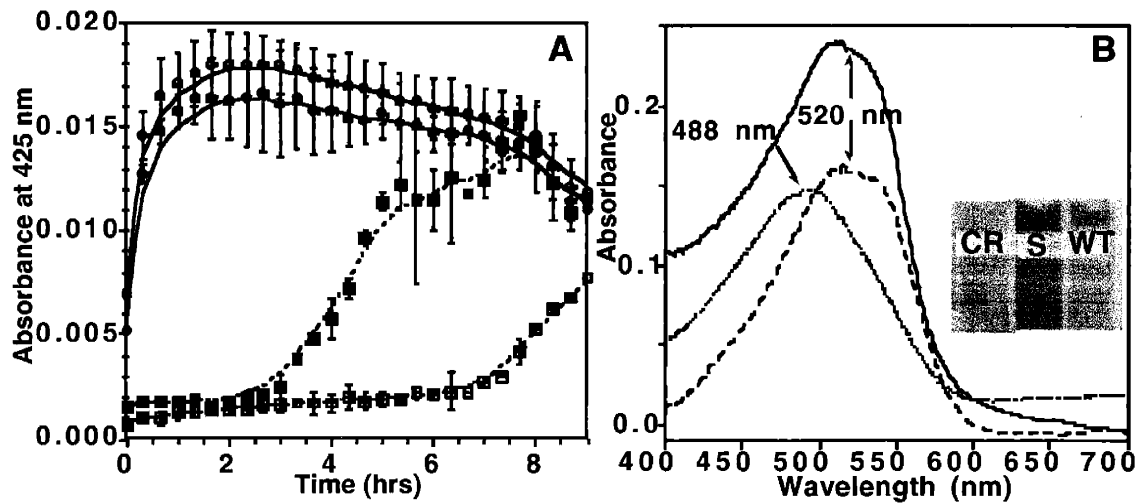 A
Absorbance at 425 nm
0.020
0.015
0.010
0.005
0.000
0 2 4 6 8
Time (hrs)
B
Absorbance
0.2
0.1
0.0
488 nm
520 nm
CR S WT
400 450 500 550 600 650 700
Wavelength (nm)